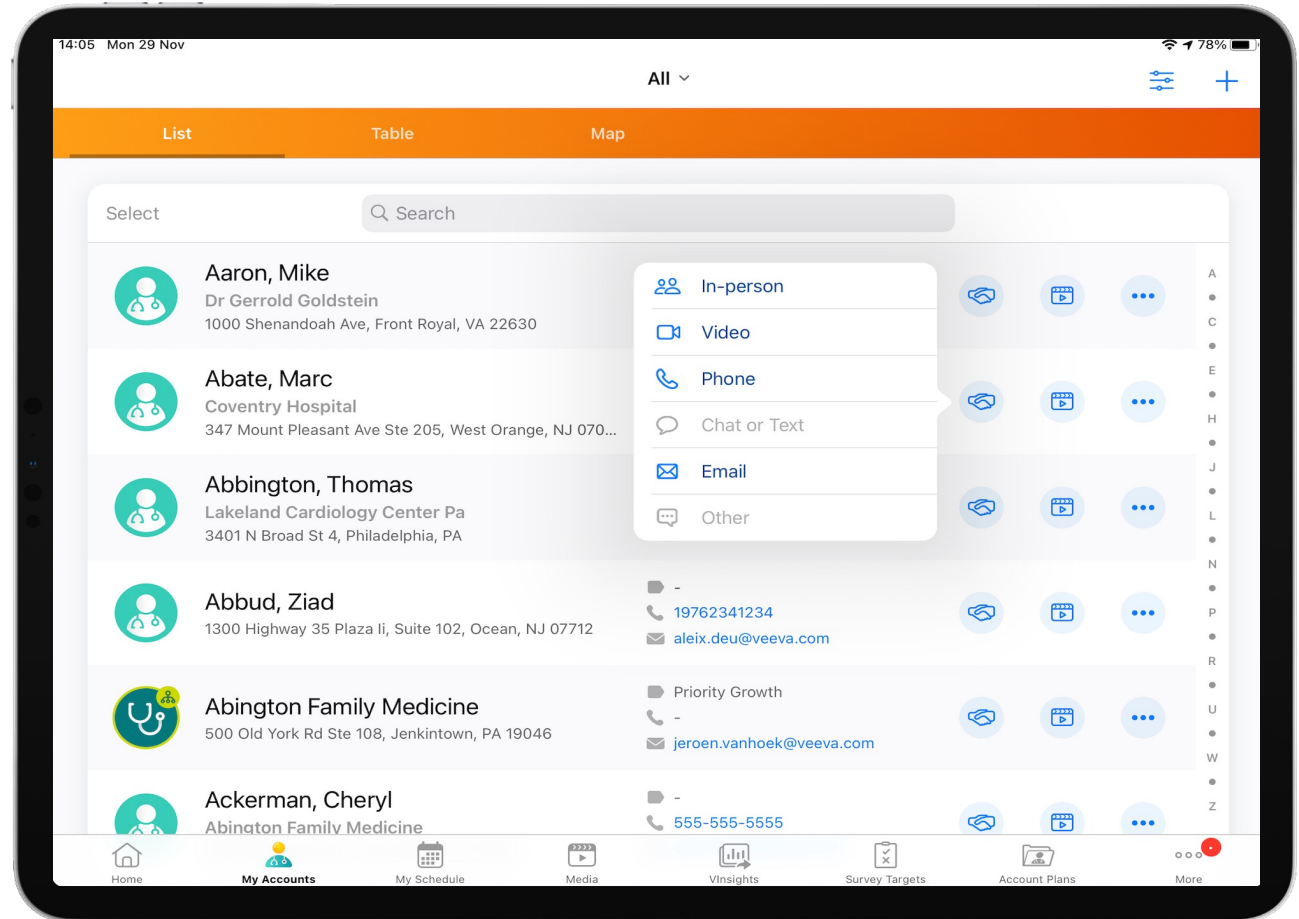 14:05 Mon 29 Nov
78%
All
List Table Map
Select
Search
Aaron, Mike
Dr Gerrold Goldstein
1000 Shenandoah Ave, Front Royal, VA 22630
Abate, Marc
Coventry Hospital
347 Mount Pleasant Ave Ste 205, West Orange, NJ 070...
Abbington, Thomas
Lakeland Cardiology Center Pa
3401 N Broad St 4, Philadelphia, PA
In-person
Video
Phone
Chat or Text
Email
Other
Abbud, Ziad
1300 Highway 35 Plaza Ii, Suite 102, Ocean, NJ 07712
-
19762341234
aleix.deu@veeva.com
Abington Family Medicine
500 Old York Rd Ste 108, Jenkintown, PA 19046
Priority Growth
-
jeroen.vanhoek@veeva.com
Ackerman, Cheryl
Abington Family Medicine
-
555-555-5555
A
C
E
H
J
L
N
P
R
U
W
Z
Home My Accounts My Schedule Media VInsights Survey Targets Account Plans More